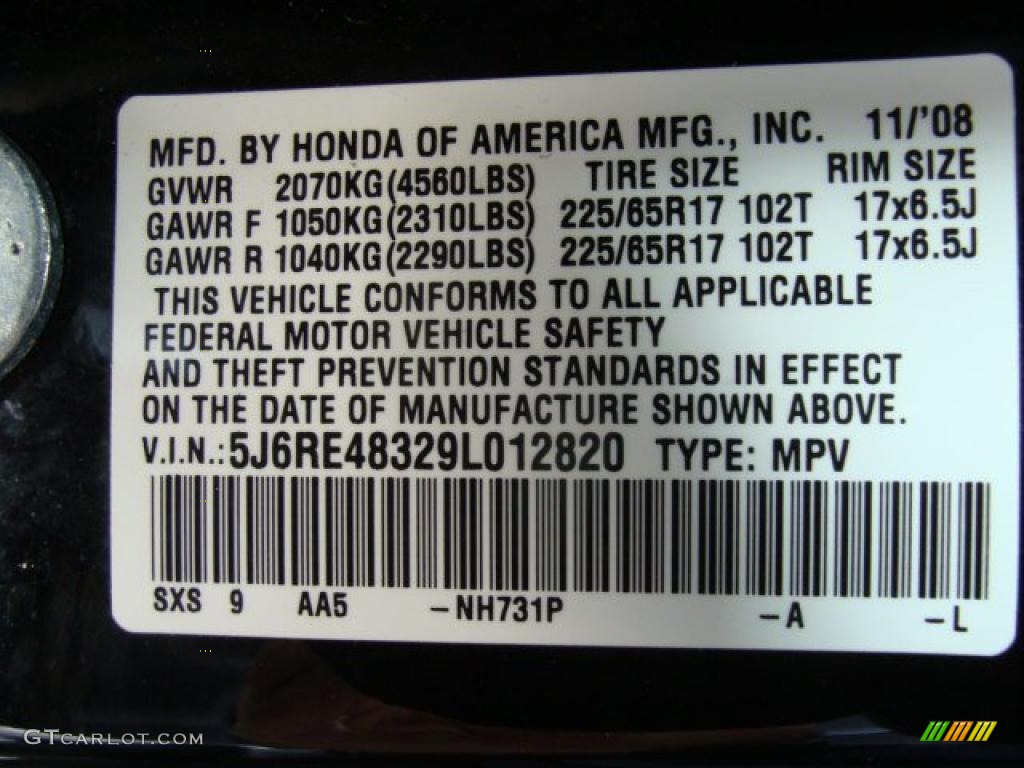 MFD. BY HONDA OF AMERICA MFG., INC. 11/'08
GVWR 2070KG(4560LBS) TIRE SIZE RIM SIZE
GAWR F 1050KG(2310LBS) 225/65R17 102T 17x6.5J
GAWR R 1040KG(2290LBS) 225/65R17 102T 17x6.5J
THIS VEHICLE CONFORMS TO ALL APPLICABLE
FEDERAL MOTOR VEHICLE SAFETY
AND THEFT PREVENTION STANDARDS IN EFFECT
ON THE DATE OF MANUFACTURE SHOWN ABOVE.
V.I.N.:5J6RE48329L012820 TYPE: MPV
SXS 9 AA5 -NH731P -A -L
GTCARLOT.COM